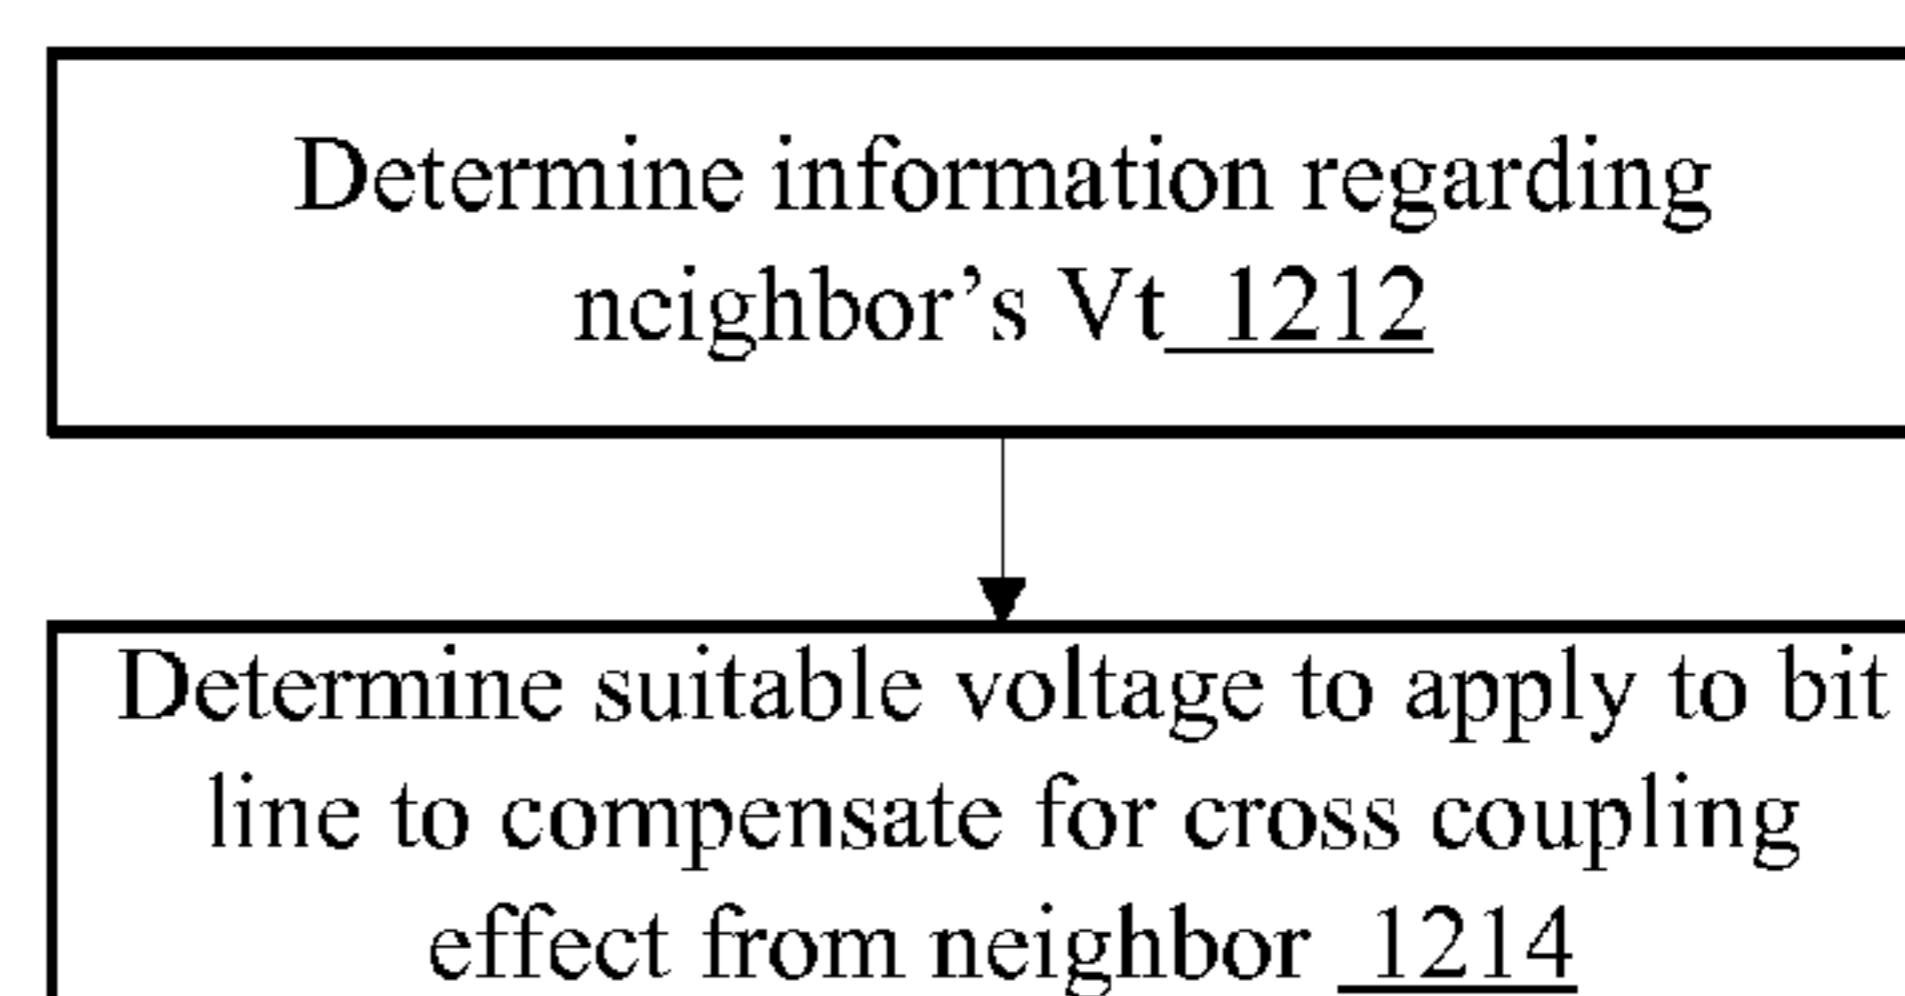 Determine information regarding
neighbor’s Vt 1212
Determine suitable voltage to apply to bit
line to compensate for cross coupling
effect from neighbor 1214